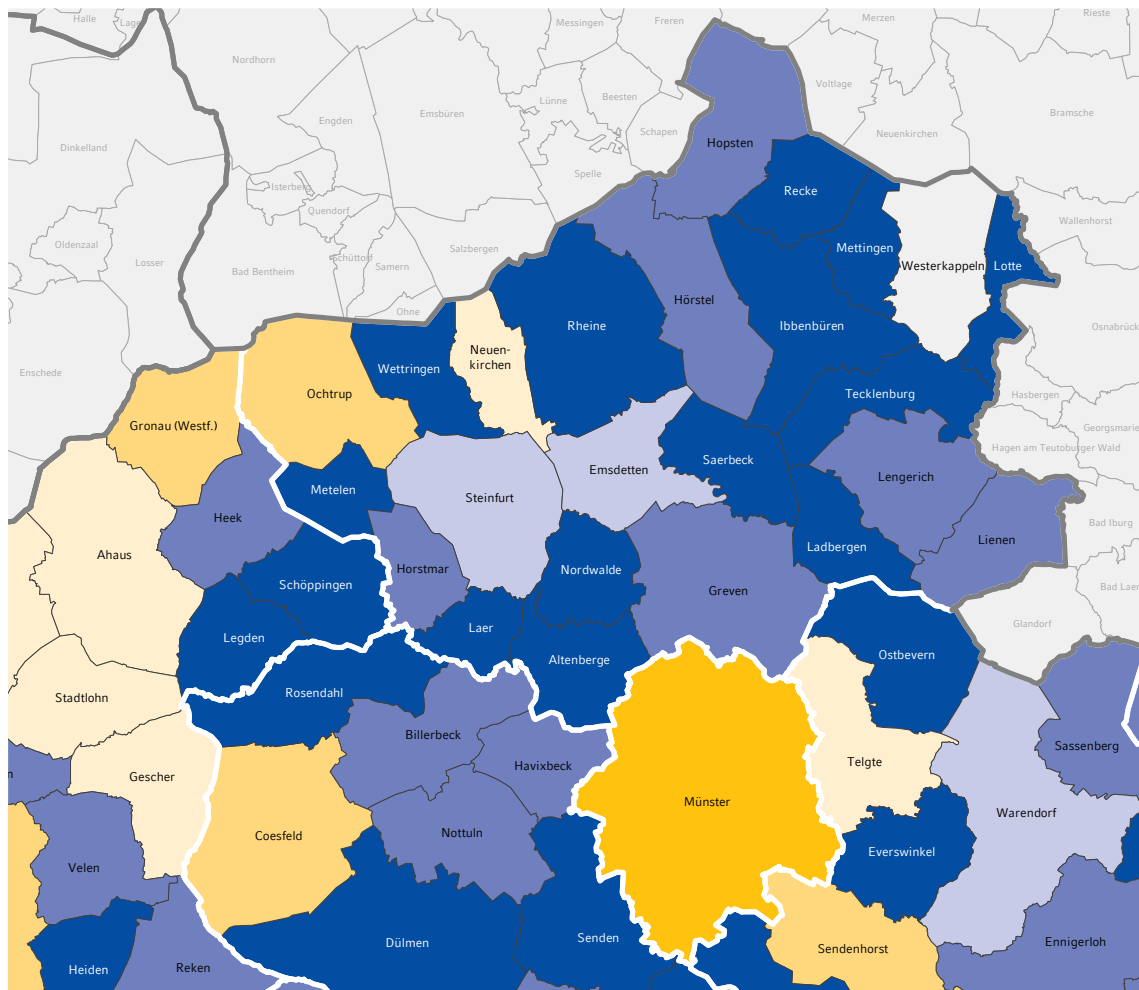 Halle
Lage
Messingen
Freren
Merzen
Rieste
Nordhorn
Voltlage
Lünne
Beesten
Emsbüren
Engden
Bramsche
Schapen
Neuenkirchen
Dinkelland
Hopsten
Spelle
Isterberg
Recke
Quendorf
Wallenhorst
Oldenzaal
Mettingen
Salzbergen
Losser
Schüttorf
Samern
Westerkappeln
Lotte
Bad Bentheim
Hörstel
Ohne
Rheine
Ibbenbüren
Osnabrück
Neuen-
kirchen
Enschede
Wettringen
Ochtrup
Tecklenburg
Hasbergen
Gronau (Westf.)
Georgsmarie
Hagen am Teutoburger Wald
Saerbeck
Emsdetten
Lengerich
Metelen
Steinfurt
Heek
Bad Iburg
Lienen
Ladbergen
Ahaus
Horstmar
Nordwalde
Schöppingen
Bad Laer
Greven
Glandorf
Laer
Legden
Ostbevern
Altenberge
Rosendahl
Stadtlohn
Billerbeck
Sassenberg
Telgte
Havixbeck
n
Gescher
Münster
Warendorf
Nottuln
Coesfeld
Everswinkel
Velen
Senden
Dülmen
Ennigerloh
Sendenhorst
Reken
Heiden